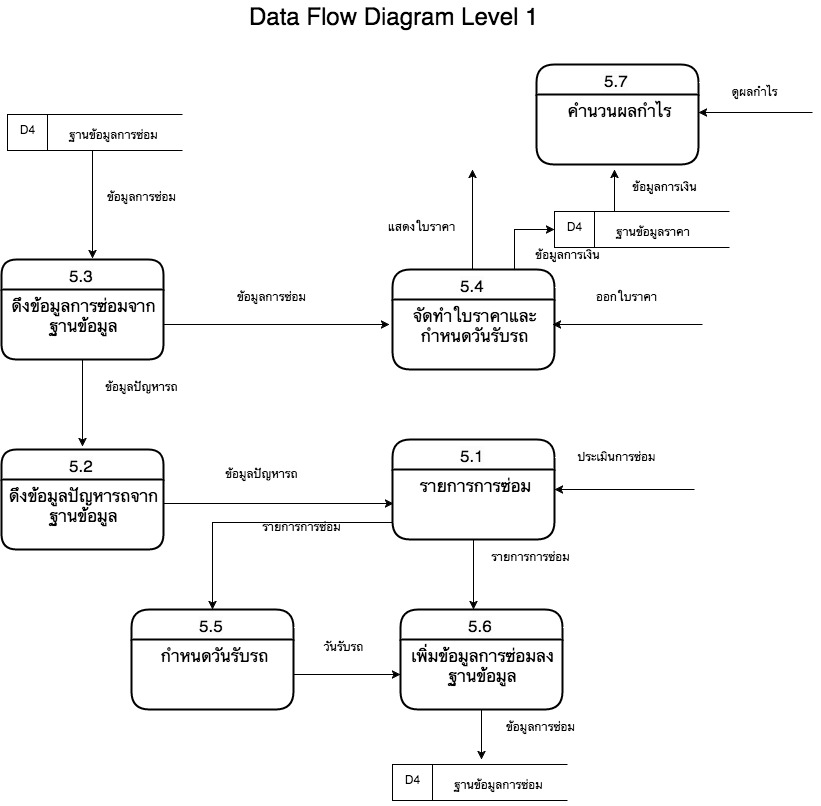 Data Flow Diagram Level 1
5.7
คำนวนผลกำไร
ดูผลกำไร
D4
ฐานข้อมูลการซ่อม
ข้อมูลการซ่อม
ข้อมูลการเงิน
แสดงใบราคา
D4
ฐานข้อมูลราคา
ข้อมูลการเงิน
5.3
ดึงข้อมูลการซ่อมจาก
ฐานข้อมูล
ข้อมูลการซ่อม
5.4
จัดทำใบราคาและ
กำหนดวันรับรถ
ออกใบราคา
ข้อมูลปัญหารถ
5.2
ดึงข้อมูลปัญหารถจาก
ฐานข้อมูล
ข้อมูลปัญหารถ
5.1
รายการการซ่อม
ประเมินการซ่อม
รายการการซ่อม
รายการการซ่อม
5.5
กำหนดวันรับรถ
วันรับรถ
5.6
เพิ่มข้อมูลการซ่อมลง
ฐานข้อมูล
ข้อมูลการซ่อม
D4
ฐานข้อมูลการซ่อม